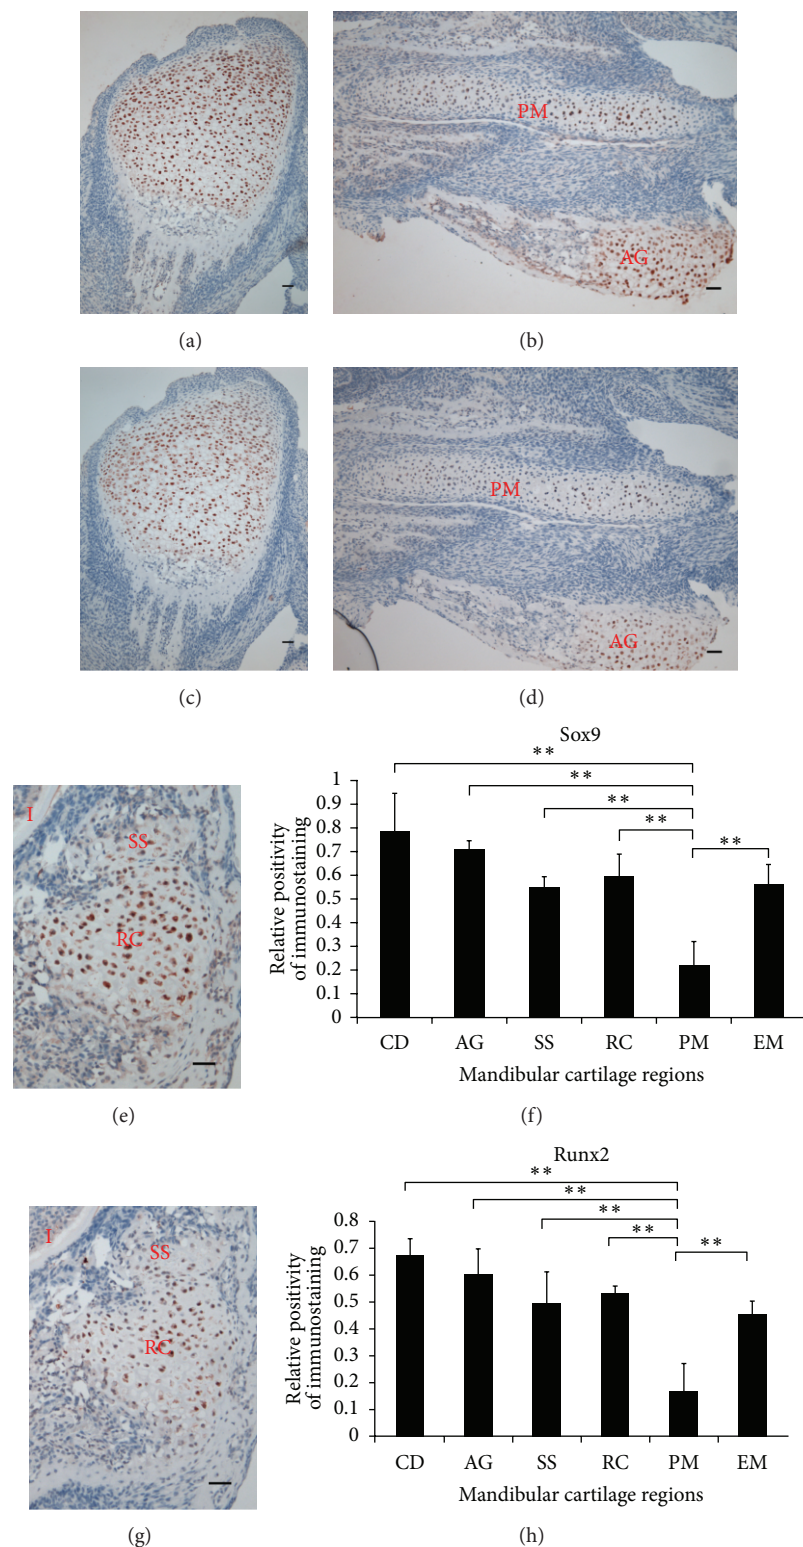 PM
AG
(a)
(b)
PM
AG
(c)
(d)
Sox9
**
**
**
**
**
I
SS
RC
Relative positivity
of immunostaining
1
0.9
0.8
0.7
0.6
0.5
0.4
0.3
0.2
0.1
0
CD AG SS RC PM EM
Mandibular cartilage regions
(e)
(f)
Runx2
**
**
**
**
**
I
SS
RC
Relative positivity
of immunostaining
0.8
0.7
0.6
0.5
0.4
0.3
0.2
0.1
0
CD AG SS RC PM EM
Mandibular cartilage regions
(g)
(h)